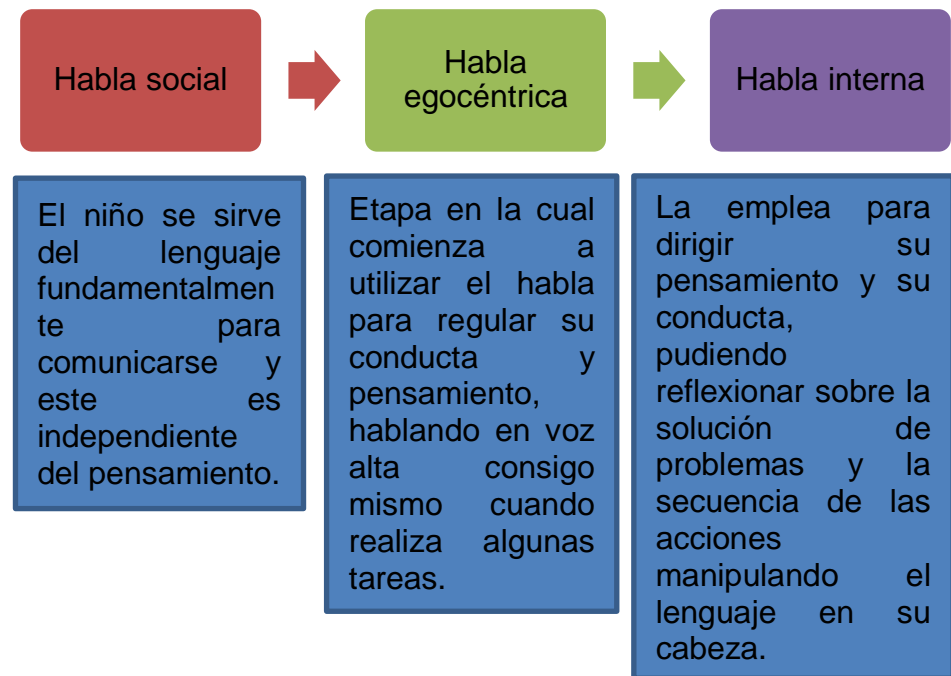 Habla social
Habla
egocéntrica
Habla interna
El niño se sirve
del lenguaje
fundamentalmen
te para
comunicarse y
este es
independiente
del pensamiento.
Etapa en la cual
comienza a
utilizar el habla
para regular su
conducta y
pensamiento,
hablando en voz
alta consigo
mismo cuando
realiza algunas
tareas.
La emplea para
dirigir su
pensamiento y su
conducta,
pudiendo
reflexionar sobre la
solución de
problemas y la
secuencia de las
acciones
manipulando el
lenguaje en su
cabeza.